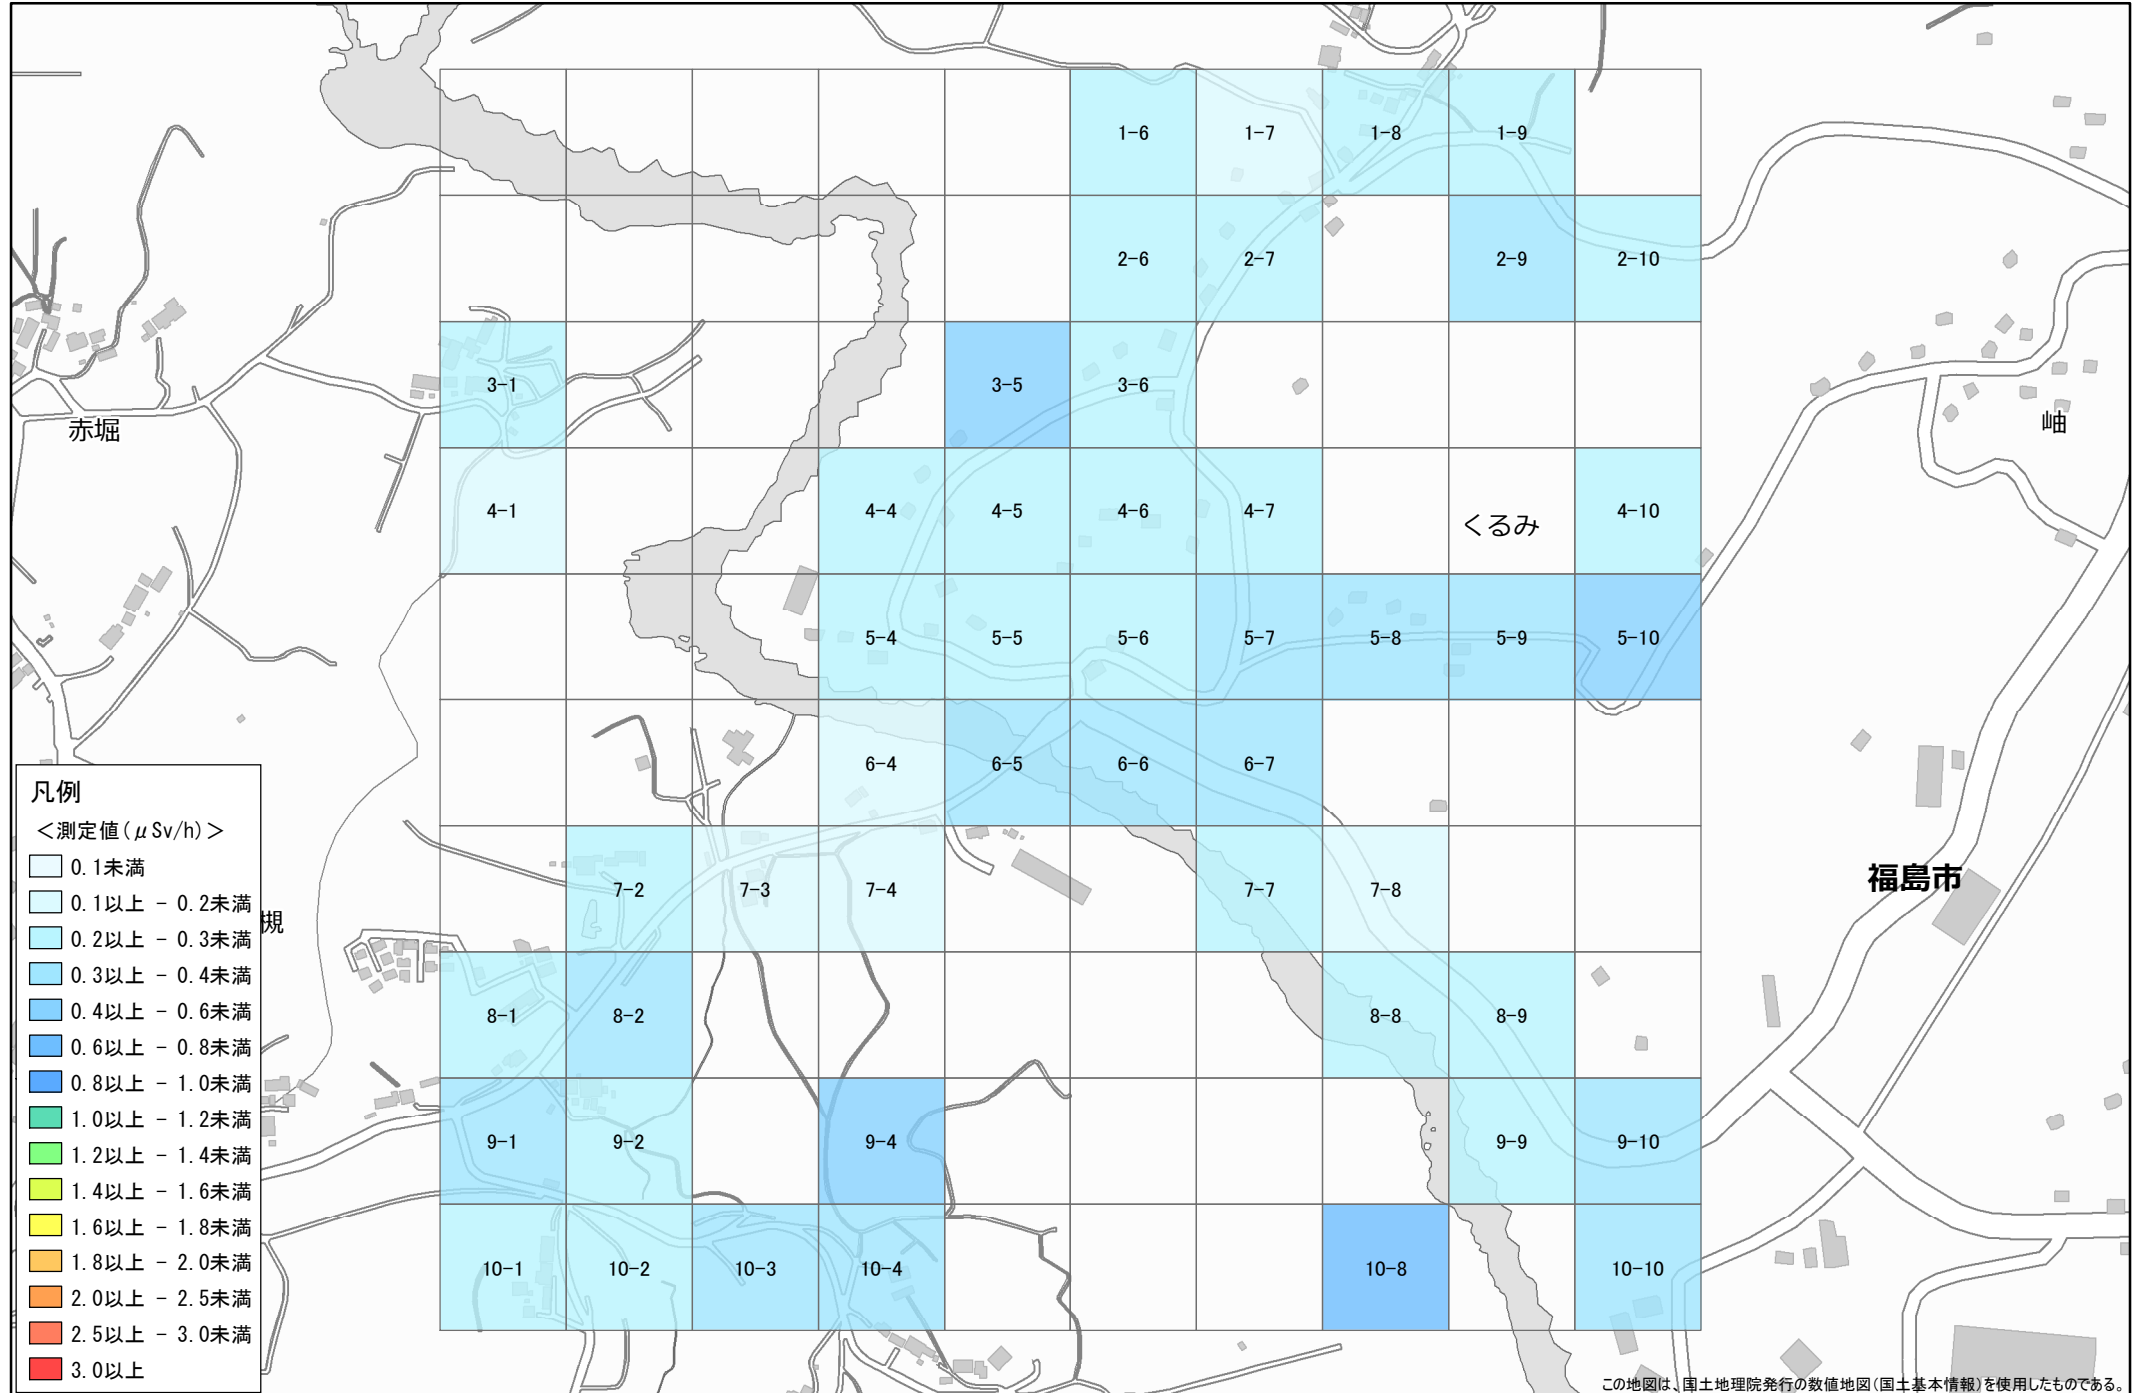 1-6 1-7 1-8 1-9
2-6 2-7 2-9 2-10
3-1 3-5 3-6
赤堀
岫
4-1 4-4 4-5 4-6 4-7 くるみ 4-10
5-4 5-5 5-6 5-7 5-8 5-9 5-10
6-4 6-5 6-6 6-7
7-2 7-3 7-4 7-7 7-8
福島市
槻
8-1 8-2 8-8 8-9
9-1 9-2 9-4 9-9 9-10
10-1 10-2 10-3 10-4 10-8 10-10
凡例
＜測定値(μSv/h)＞
0.1未満
0.1以上 － 0.2未満
0.2以上 － 0.3未満
0.3以上 － 0.4未満
0.4以上 － 0.6未満
0.6以上 － 0.8未満
0.8以上 － 1.0未満
1.0以上 － 1.2未満
1.2以上 － 1.4未満
1.4以上 － 1.6未満
1.6以上 － 1.8未満
1.8以上 － 2.0未満
2.0以上 － 2.5未満
2.5以上 － 3.0未満
3.0以上
この地図は、国土地理院発行の数値地図(国土基本情報)を使用したものである。